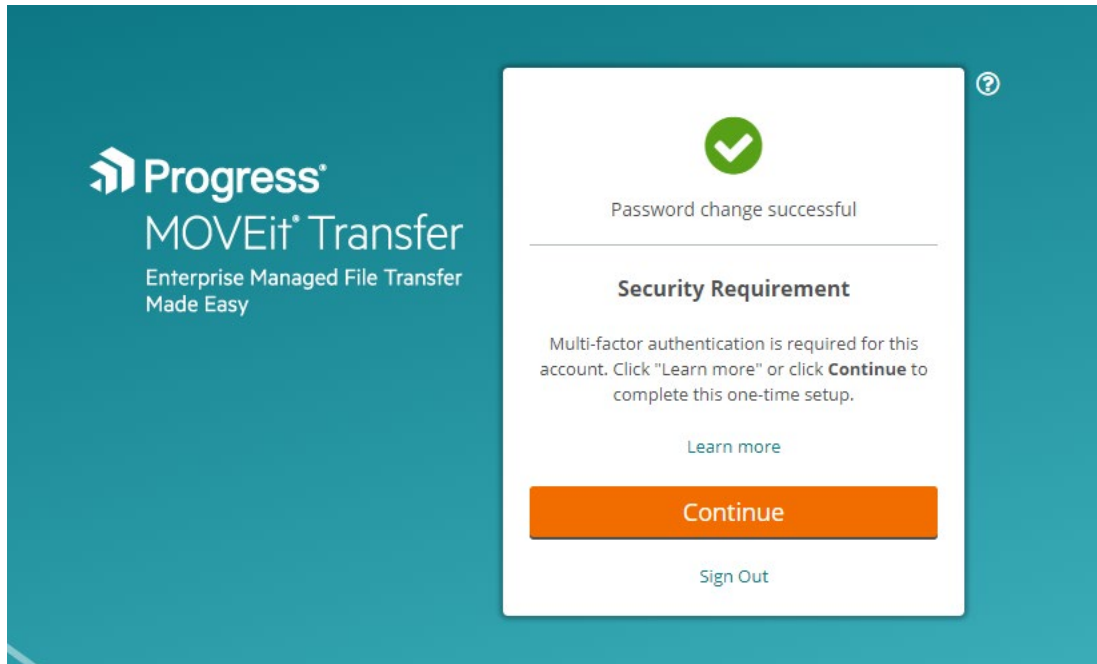 Progress®
MOVEit® Transfer
Enterprise Managed File Transfer
Made Easy
?
Password change successful
Security Requirement
Multi-factor authentication is required for this
account. Click "Learn more" or click Continue to
complete this one-time setup.
Learn more
Continue
Sign Out